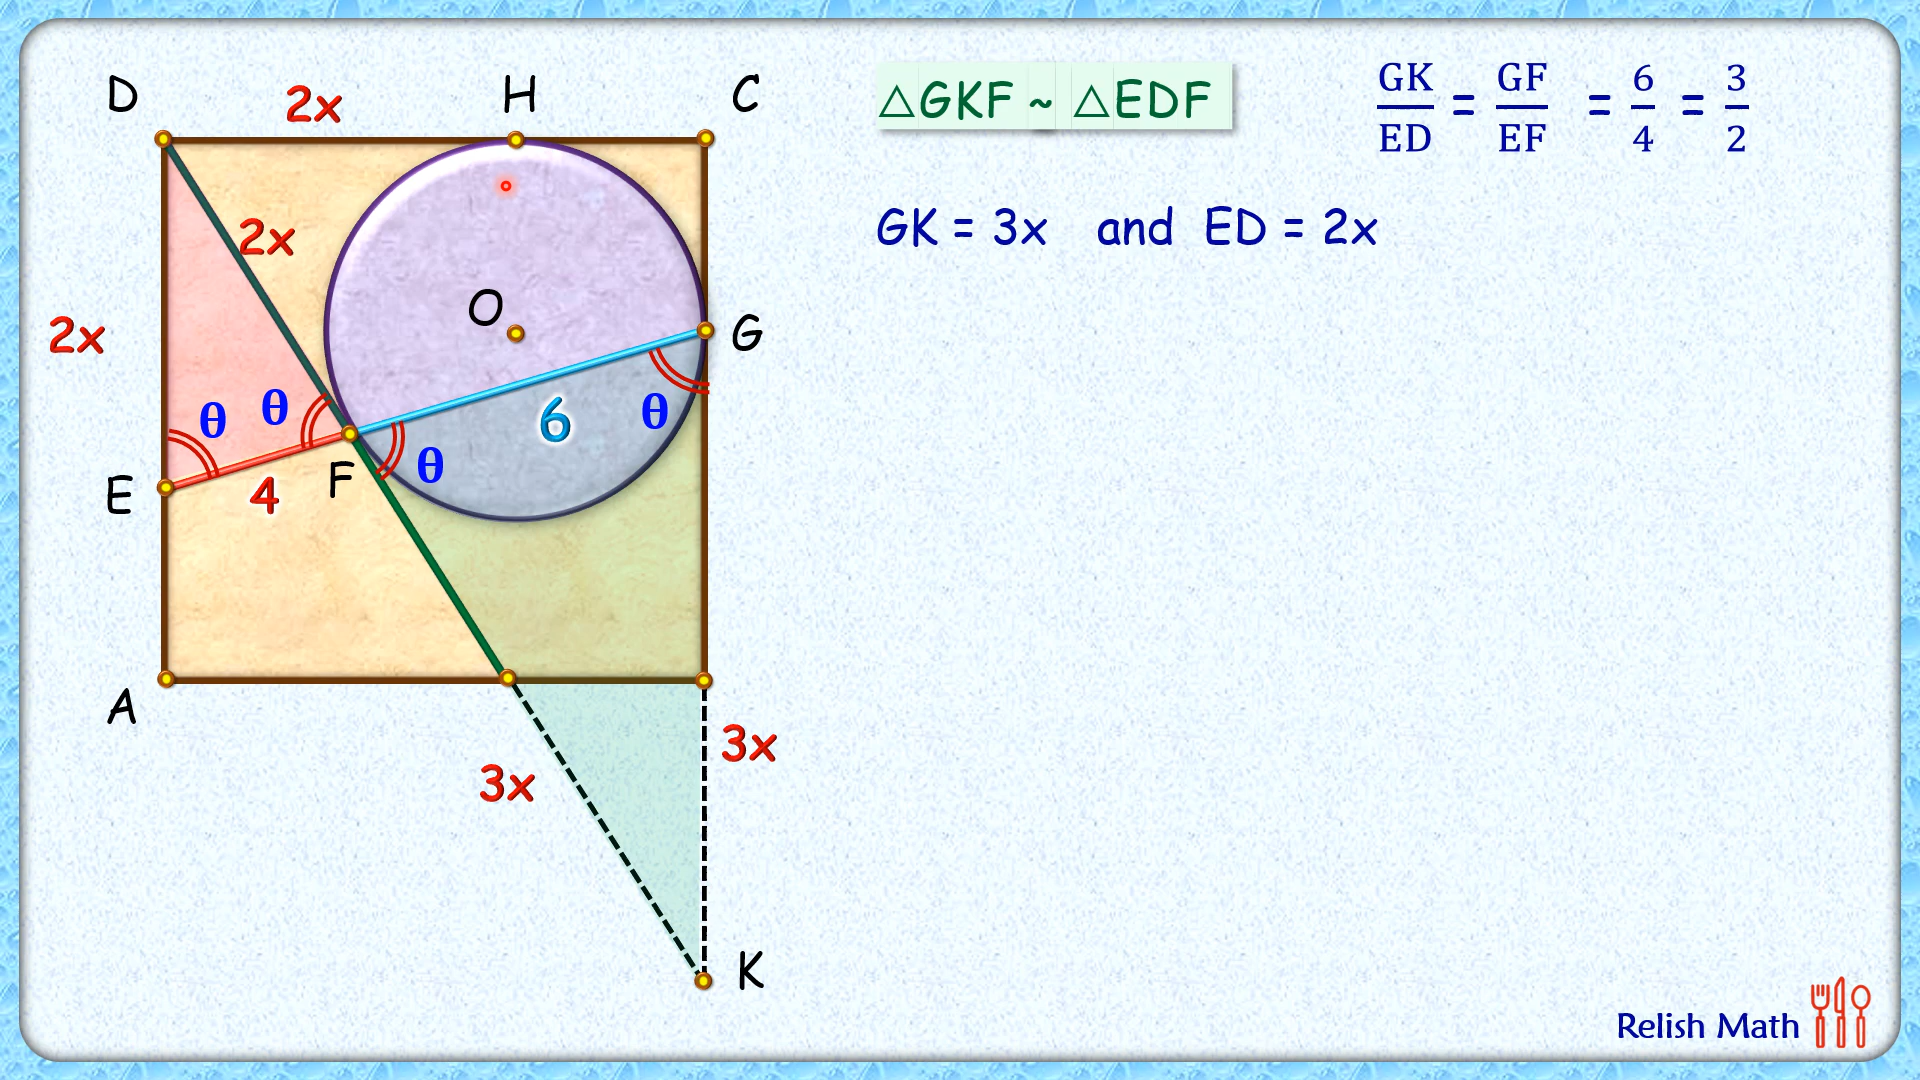 D 2x H C
△GKF ~ △EDF
GK/ED = GF/EF = 6/4 = 3/2
GK = 3x and ED = 2x
2x
O
2x G
θ θ θ
6
θ
E 4 F
A
3x
3x
K
Relish Math